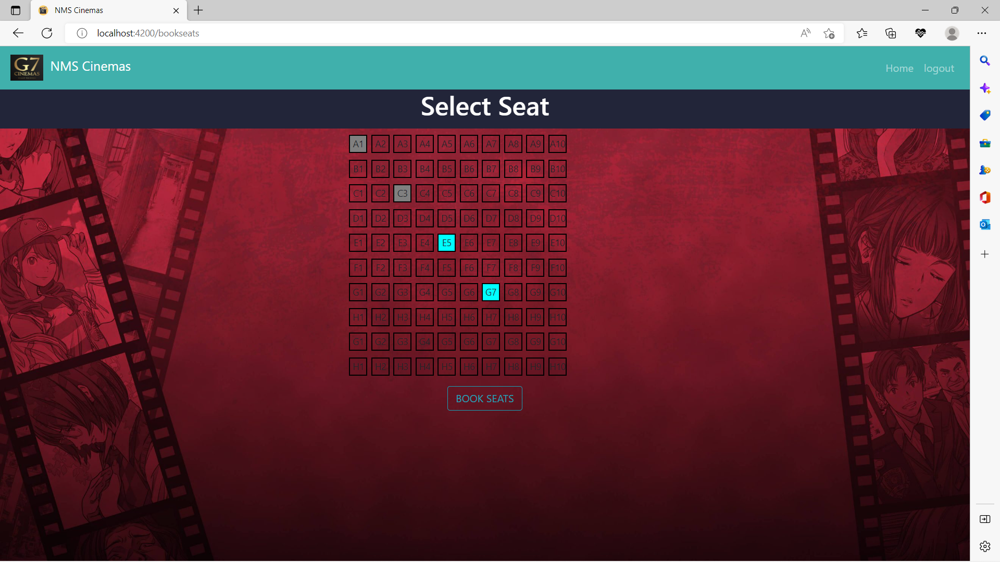 NMS Cinemas
localhost:4200/bookseats
G7
CINEMAS
NMS Cinemas
Home logout
Select Seat
A1 A2 A3 A4 A5 A6 A7 A8 A9 A10
B1 B2 B3 B4 B5 B6 B7 B8 B9 B10
C1 C2 C3 C4 C5 C6 C7 C8 C9 C10
D1 D2 D3 D4 D5 D6 D7 D8 D9 D10
E1 E2 E3 E4 E5 E6 E7 E8 E9 E10
F1 F2 F3 F4 F5 F6 F7 F8 F9 F10
G1 G2 G3 G4 G5 G6 G7 G8 G9 G10
H1 H2 H3 H4 H5 H6 H7 H8 H9 H10
G1 G2 G3 G4 G5 G6 G7 G8 G9 G10
H1 H2 H3 H4 H5 H6 H7 H8 H9 H10
BOOK SEATS